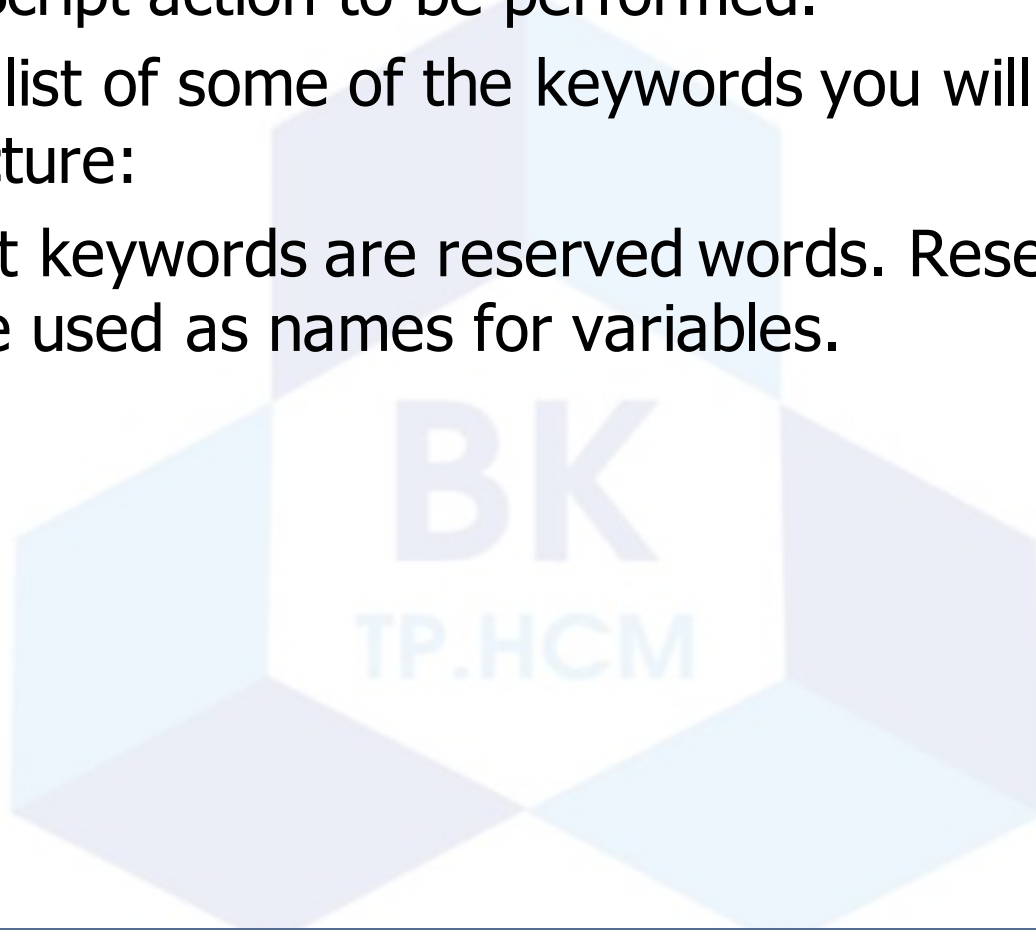 script action to be performed.
list of some of the keywords you will
cture:
t keywords are reserved words. Rese
e used as names for variables.
BK
TP.HCM